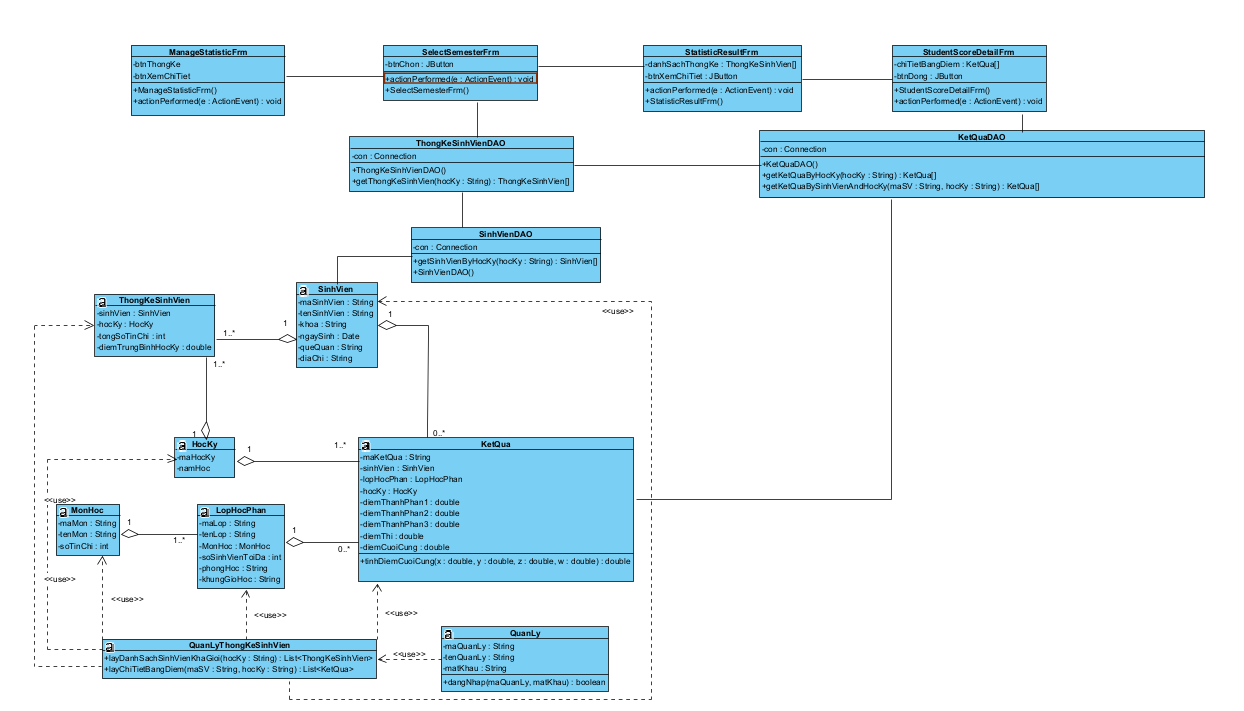 ManageStatisticFrm
-btnThongKe
-btnXemChiTiet
+ManageStatisticFrm()
+actionPerformed(e : ActionEvent) : void
SelectSemesterFrm
-btnChon : JButton
+actionPerformed(e : ActionEvent) : void
+SelectSemesterFrm()
StatisticResultFrm
-danhSachThongKe : ThongKeSinhVien[]
-btnXemChiTiet : JButton
+actionPerformed(e : ActionEvent) : void
+StatisticResultFrm()
StudentScoreDetailFrm
-chiTietBangDiem : KetQua[]
-btnDong : JButton
+StudentScoreDetailFrm()
+actionPerformed(e : ActionEvent) : void
ThongKeSinhVienDAO
-con : Connection
+ThongKeSinhVienDAO()
+getThongKeSinhVien(hocKy : String) : ThongKeSinhVien[]
KetQuaDAO
-con : Connection
+KetQuaDAO()
+getKetQuaByHocKy(hocKy : String) : KetQua[]
+getKetQuaBySinhVienAndHocKy(maSV : String, hocKy : String) : KetQua[]
SinhVienDAO
-con : Connection
+getSinhVienByHocKy(hocKy : String) : SinhVien[]
+SinhVienDAO()
a
SinhVien
-maSinhVien : String
-tenSinhVien : String
-khoa : String
-ngaySinh : Date
-queQuan : String
-diaChi : String
a
ThongKeSinhVien
-sinhVien : SinhVien
-hocKy : HocKy
-tongSoTinChi : int
-diemTrungBinhHocKy : double
<<use>>
1..*
1
1
1..*
1
0..*
a
HocKy
-maHocKy
-namHoc
1
1..*
a
KetQua
-maKetQua : String
-sinhVien : SinhVien
-lopHocPhan : LopHocPhan
-hocKy : HocKy
-diemThanhPhan1 : double
-diemThanhPhan2 : double
-diemThanhPhan3 : double
-diemThi : double
-diemCuoiCung : double
+tinhDiemCuoiCung(x : double, y : double, z : double, w : double) : double
<<use>>
a
MonHoc
-maMon : String
-tenMon : String
-soTinChi : int
1
1..*
a
LopHocPhan
-maLop : String
-tenLop : String
-MonHoc : MonHoc
-soSinhVienToiDa : int
-phongHoc : String
-khungGioHoc : String
1
0..*
<<use>>
<<use>>
<<use>>
<<use>>
a
QuanLyThongKeSinhVien
+layDanhSachSinhVienKhaGioi(hocKy : String) : List<ThongKeSinhVien>
+layChiTietBangDiem(maSV : String, hocKy : String) : List<KetQua>
<<use>>
a
QuanLy
-maQuanLy : String
-tenQuanLy : String
-matKhau : String
+dangNhap(maQuanLy, matKhau) : boolean